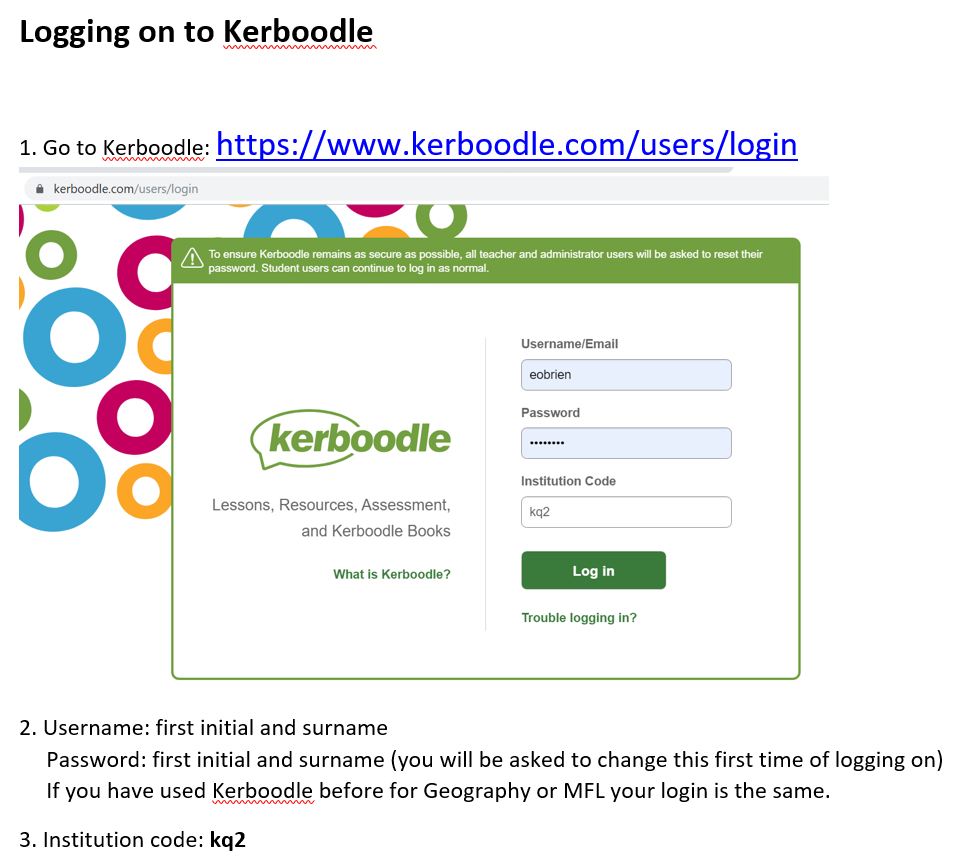 Logging on to Kerboodle
1. Go to Kerboodle: https://www.kerboodle.com/users/login
kerboodle.com/users/login
To ensure Kerboodle remains as secure as possible, all teacher and administrator users will be asked to reset their
password. Student users can continue to log in as normal.
Username/Email
eobrien
Password
••••••••
Institution Code
kq2
Log in
Trouble logging in?
kerboodle
Lessons, Resources, Assessment,
and Kerboodle Books
What is Kerboodle?
2. Username: first initial and surname
Password: first initial and surname (you will be asked to change this first time of logging on)
If you have used Kerboodle before for Geography or MFL your login is the same.
3. Institution code: kq2